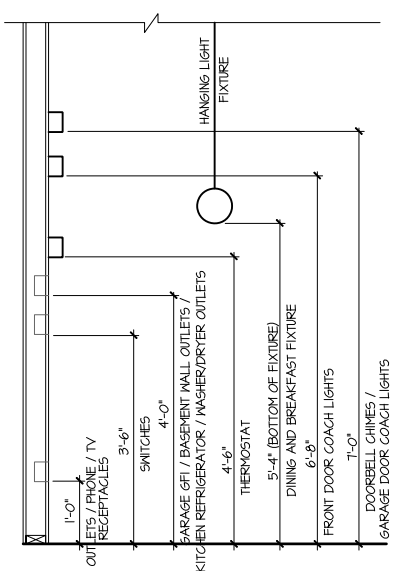 HANGING LIGHT
FIXTURE
1'-0"
OUTLETS / PHONE / TV
RECEPTACLES
3'-6"
SWITCHES
4'-0"
GARAGE GFI / BASEMENT WALL OUTLETS /
KITCHEN REFRIGERATOR / WASHER/DRYER OUTLETS
4'-6"
THERMOSTAT
5'-4" (BOTTOM OF FIXTURE)
DINING AND BREAKFAST FIXTURE
6'-8"
FRONT DOOR COACH LIGHTS
7'-0"
DOORBELL CHIMES /
GARAGE DOOR COACH LIGHTS